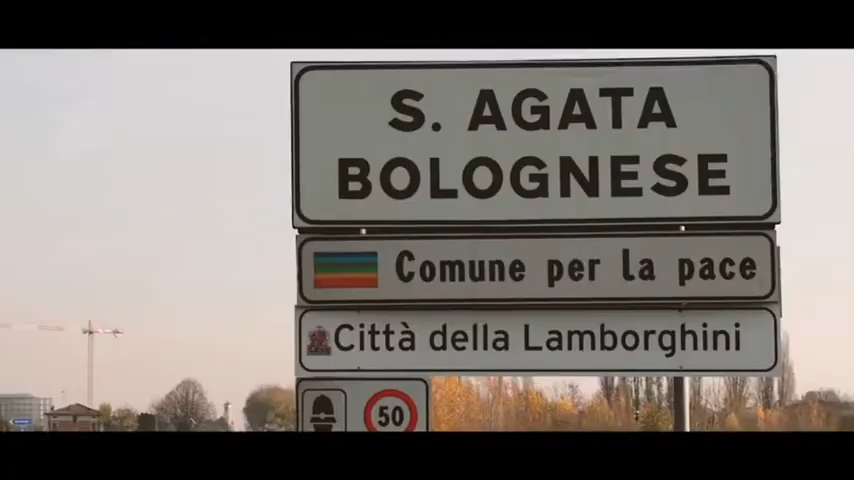 S. AGATA
BOLOGNESE
Comune per la pace
Città della Lamborghini
50